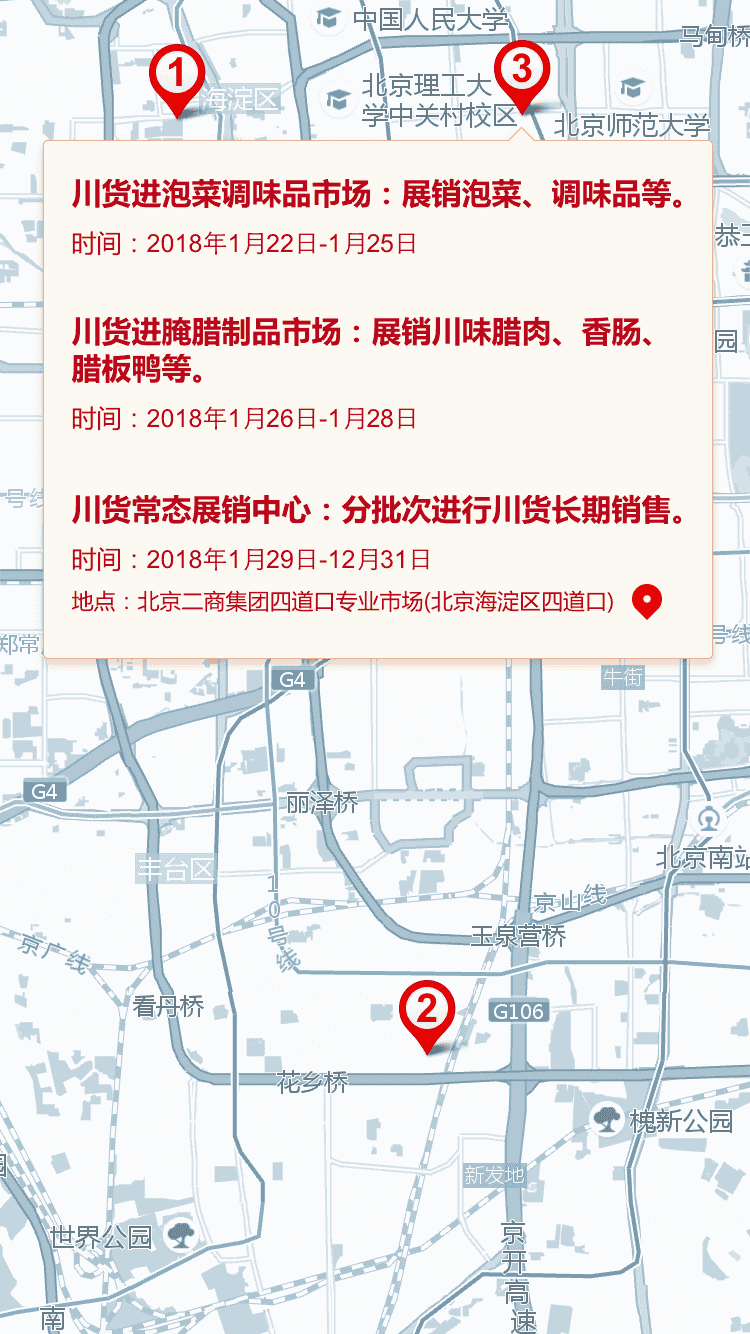 中国人民大学
马甸桥
1
3
海淀区
北京理工大
学中关村校区
北京师范大学
川货进泡菜调味品市场：展销泡菜、调味品等。
时间：2018年1月22日-1月25日
川货进腌腊制品市场：展销川味腊肉、香肠、
腊板鸭等。
时间：2018年1月26日-1月28日
川货常态展销中心：分批次进行川货长期销售。
时间：2018年1月29日-12月31日
地点：北京二商集团四道口专业市场(北京海淀区四道口)
恭王
园
号线
郑常
号线
G4
牛街
G4
丽泽桥
北京南站
丰台区
10号线
京山线
玉泉营桥
京广线
看丹桥
2
G106
花乡桥
槐新公园
新发地
世界公园
京开高速
南